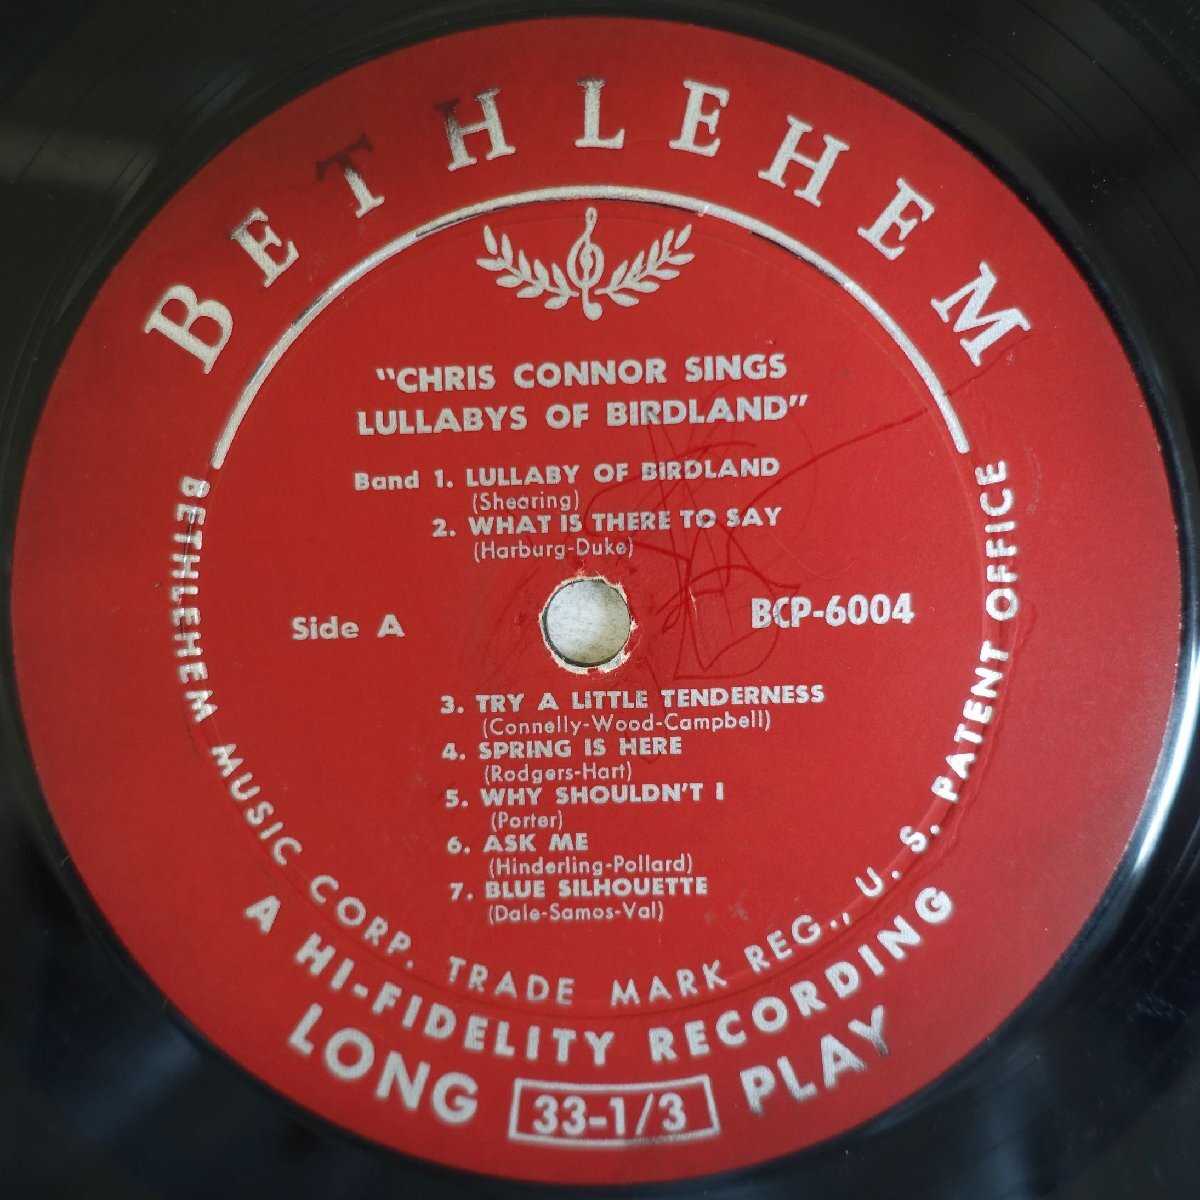 BETHLEHEM
"CHRIS CONNOR SINGS
LULLABYS OF BIRDLAND"
Band 1. LULLABY OF BIRDLAND
(Shearing)
2. WHAT IS THERE TO SAY
(Harburg-Duke)
Side A
BCP-6004
3. TRY A LITTLE TENDERNESS
(Connelly-Wood-Campbell)
4. SPRING IS HERE
(Rodgers-Hart)
5. WHY SHOULDN'T I
(Porter)
6. ASK ME
(Hinderling-Pollard)
7. BLUE SILHOUETTE
(Dale-Samos-Val)
BETHLEHEM MUSIC CORP. TRADE MARK REG., U. S. PATENT OFFICE
A HI-FIDELITY RECORDING
LONG 33-1/3 PLAY